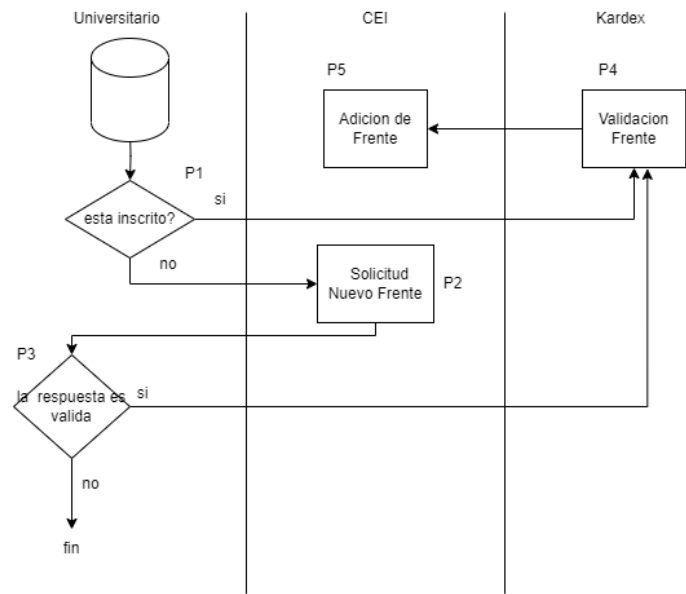 Universitario
CEI
Kardex
P5
P4
Adicion de
Frente
Validacion
Frente
P1
esta inscrito?
si
no
Solicitud
Nuevo Frente
P2
P3
la respuesta es
valida
si
no
fin